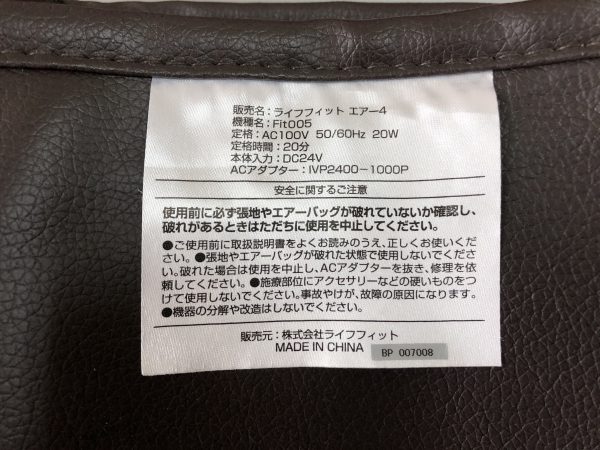 販売名：ライフフィット エアー4
機種名：Fit005
定格：AC100V 50/60Hz 20W
定格時間：20分
本体入力：DC24V
ACアダプター：IVP2400-1000P
安全に関するご注意
使用前に必ず張地やエアーバッグが破れていないか確認し、
破れがあるときはただちに使用を中止してください。
●ご使用前に取扱説明書をよくお読みのうえ、正しくお使いくだ
さい。●張地やエアーバッグが破れた状態で使用しないでくださ
い。破れた場合は使用を中止し、ACアダプターを抜き、修理を依
頼してください。●施療部位にアクセサリーなどの硬いものをつ
けて使用しないでください。事故やけが、故障の原因になります。
●機器の分解や改造はしないでください。
販売元：株式会社ライフフィット
MADE IN CHINA BP 007008